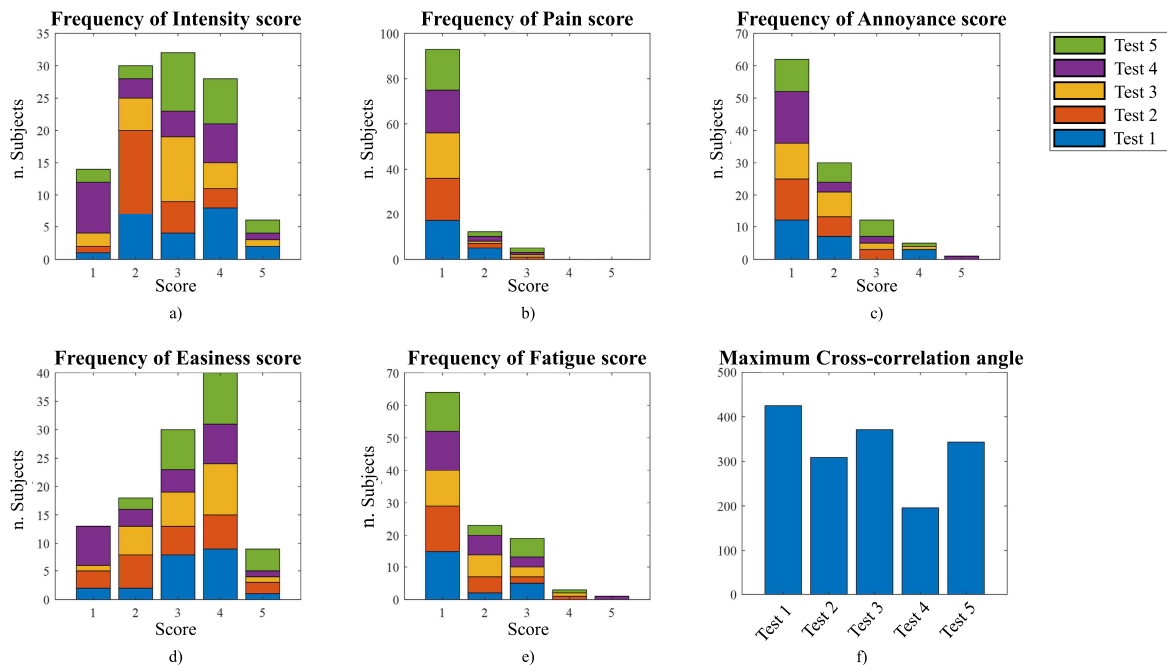 Frequency of Intensity score
35
30
25
20
15
10
5
0
n. Subjects
1 2 3 4 5
Score
a)
Frequency of Pain score
100
80
60
40
20
0
n. Subjects
1 2 3 4 5
Score
b)
Frequency of Annoyance score
70
60
50
40
30
20
10
0
n. Subjects
1 2 3 4 5
Score
c)
Test 5
Test 4
Test 3
Test 2
Test 1
Frequency of Easiness score
40
35
30
25
20
15
10
5
0
n. Subjects
1 2 3 4 5
Score
d)
Frequency of Fatigue score
70
60
50
40
30
20
10
0
n. Subjects
1 2 3 4 5
Score
e)
Maximum Cross-correlation angle
500
400
300
200
100
0
Test 1
Test 2
Test 3
Test 4
Test 5
f)